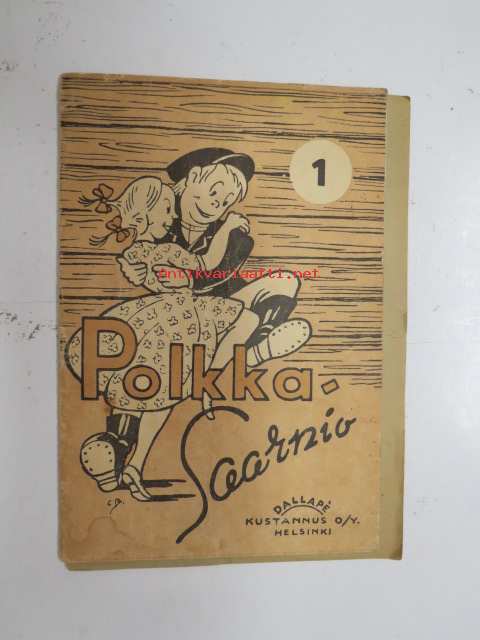 1
antikvariaatti.net
Polkka-
Saarnio
DALLAPÉ
KUSTANNUS O/Y.
HELSINKI